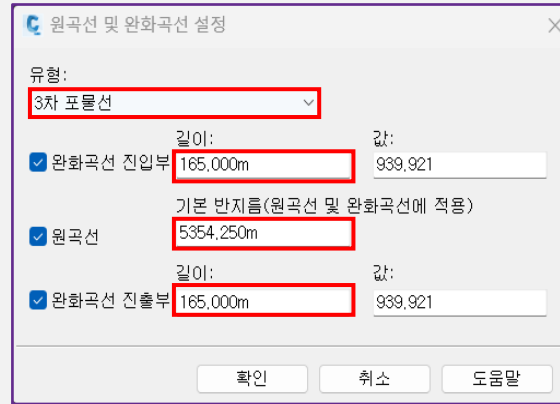 원곡선 및 완화곡선 설정
유형:
3차 포물선
길이: 값:
완화곡선 진입부 165,000m 939,921
기본 반지름(원곡선 및 완화곡선에 적용)
원곡선 5354,250m
길이: 값:
완화곡선 진출부 165,000m 939,921
확인 취소 도움말